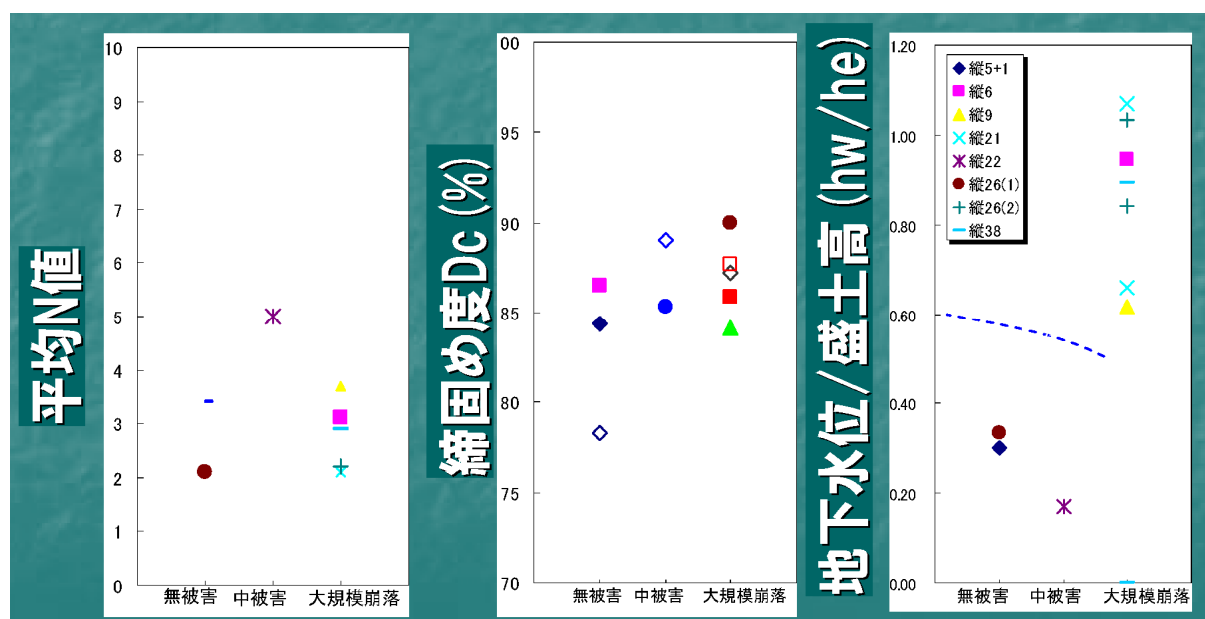 平均N値
10
9
8
7
6
5
4
3
2
1
0
無被害 中被害 大規模崩落
締固め度Dc(%)
00
95
90
85
80
75
70
無被害 中被害 大規模崩落
地下水位/盛土高(hw/he)
1.20
1.00
0.80
0.60
0.40
0.20
0.00
縦5+1
縦6
縦9
縦21
縦22
縦26(1)
縦26(2)
縦38
無被害 中被害 大規模崩落